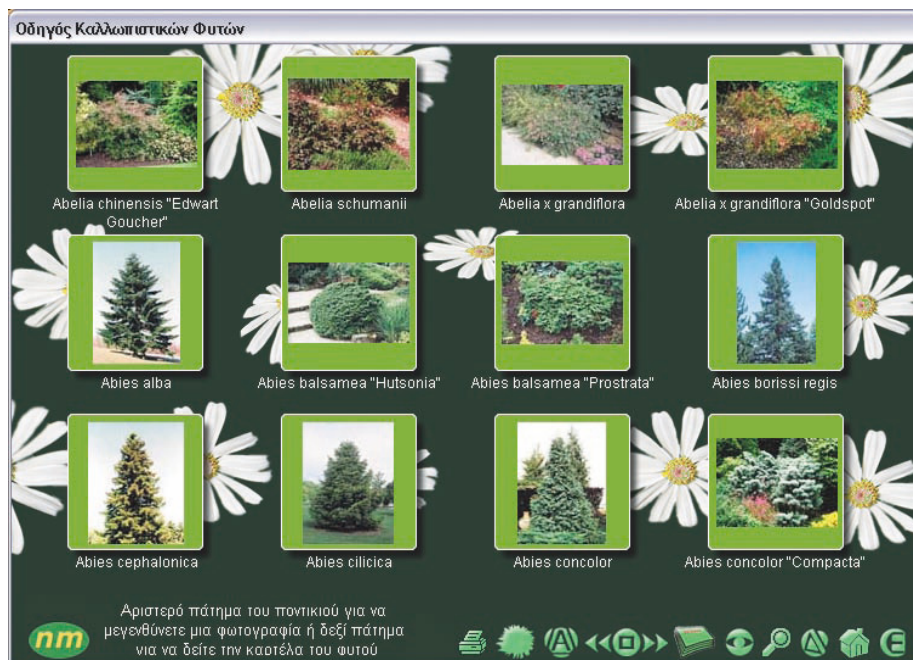 Οδηγός Καλλωπιστικών Φυτών
Abelia chinensis "Edwart
Goucher"
Abelia schumanii
Abelia x grandiflora
Abelia x grandiflora "Goldspot"
Abies alba
Abies balsamea "Hutsonia"
Abies balsamea "Prostrata"
Abies borissi regis
Abies cephalonica
Abies cilicica
Abies concolor
Abies concolor "Compacta"
Αριστερό πάτημα του ποντικιού για να
μεγενθύνετε μια φωτογραφία ή δεξί πάτημα
για να δείτε την καρτέλα του φυτού
nm